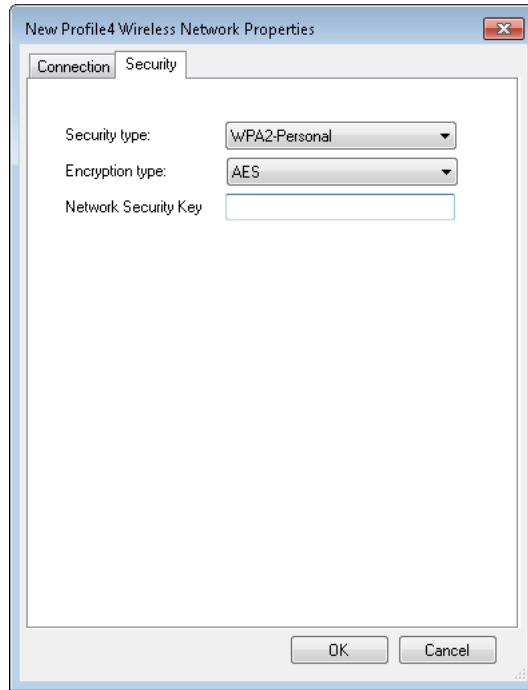 New Profile4 Wireless Network Properties
Connection Security
Security type: WPA2-Personal
Encryption type: AES
Network Security Key
OK Cancel